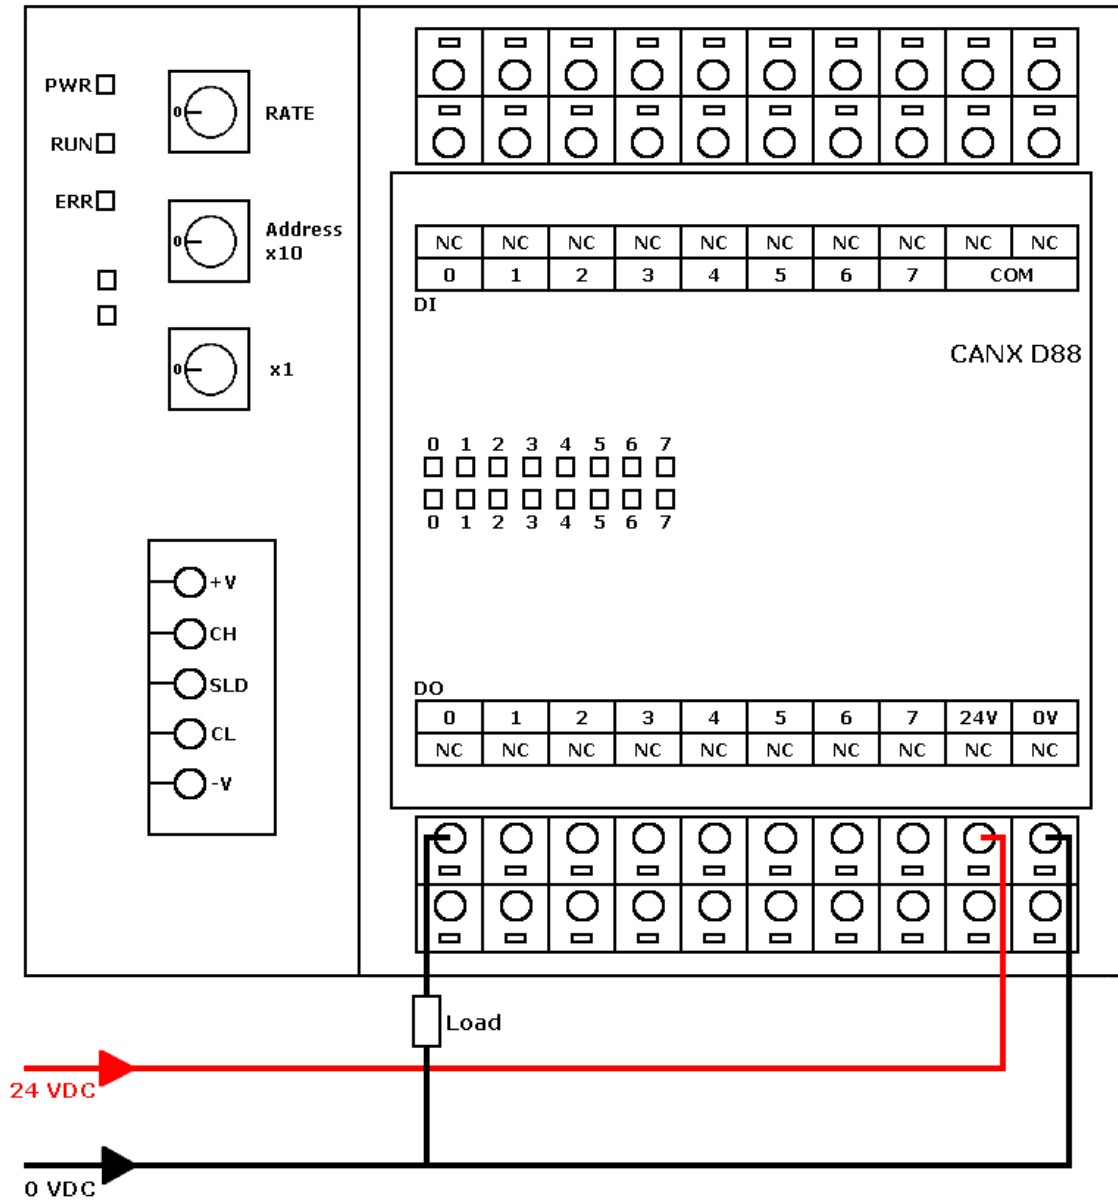 PWR
RUN
ERR
0 RATE
0 Address
x10
0 x1
+V
CH
SLD
CL
-V
NC NC NC NC NC NC NC NC NC NC
0 1 2 3 4 5 6 7 COM
DI
CANX D88
0 1 2 3 4 5 6 7
0 1 2 3 4 5 6 7
DO
0 1 2 3 4 5 6 7 24V 0V
NC NC NC NC NC NC NC NC NC NC
Load
24 VDC
0 VDC